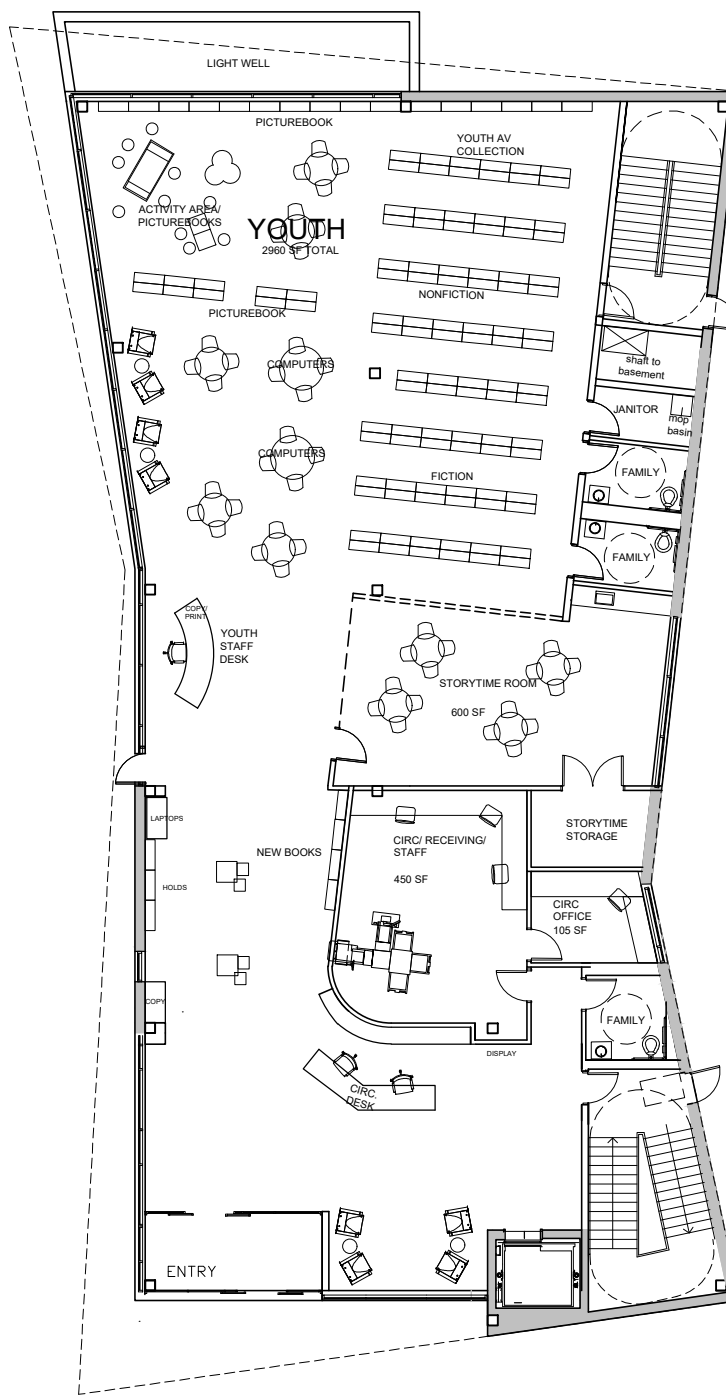 LIGHT WELL
PICTUREBOOK
YOUTH AV
COLLECTION
ACTIVITY AREA/
PICTUREBOOKS
YOUTH
2960 SF TOTAL
NONFICTION
PICTUREBOOK
shaft to
basement
COMPUTERS
JANITOR
mop
basin
COMPUTERS
FAMILY
FICTION
FAMILY
COPY/
PRINT
YOUTH
STAFF
DESK
STORYTIME ROOM
600 SF
LAPTOPS
STORYTIME
STORAGE
NEW BOOKS
CIRC/ RECEIVING/
STAFF
450 SF
HOLDS
CIRC
OFFICE
105 SF
COPY
FAMILY
DISPLAY
CIRC.
DESK
ENTRY